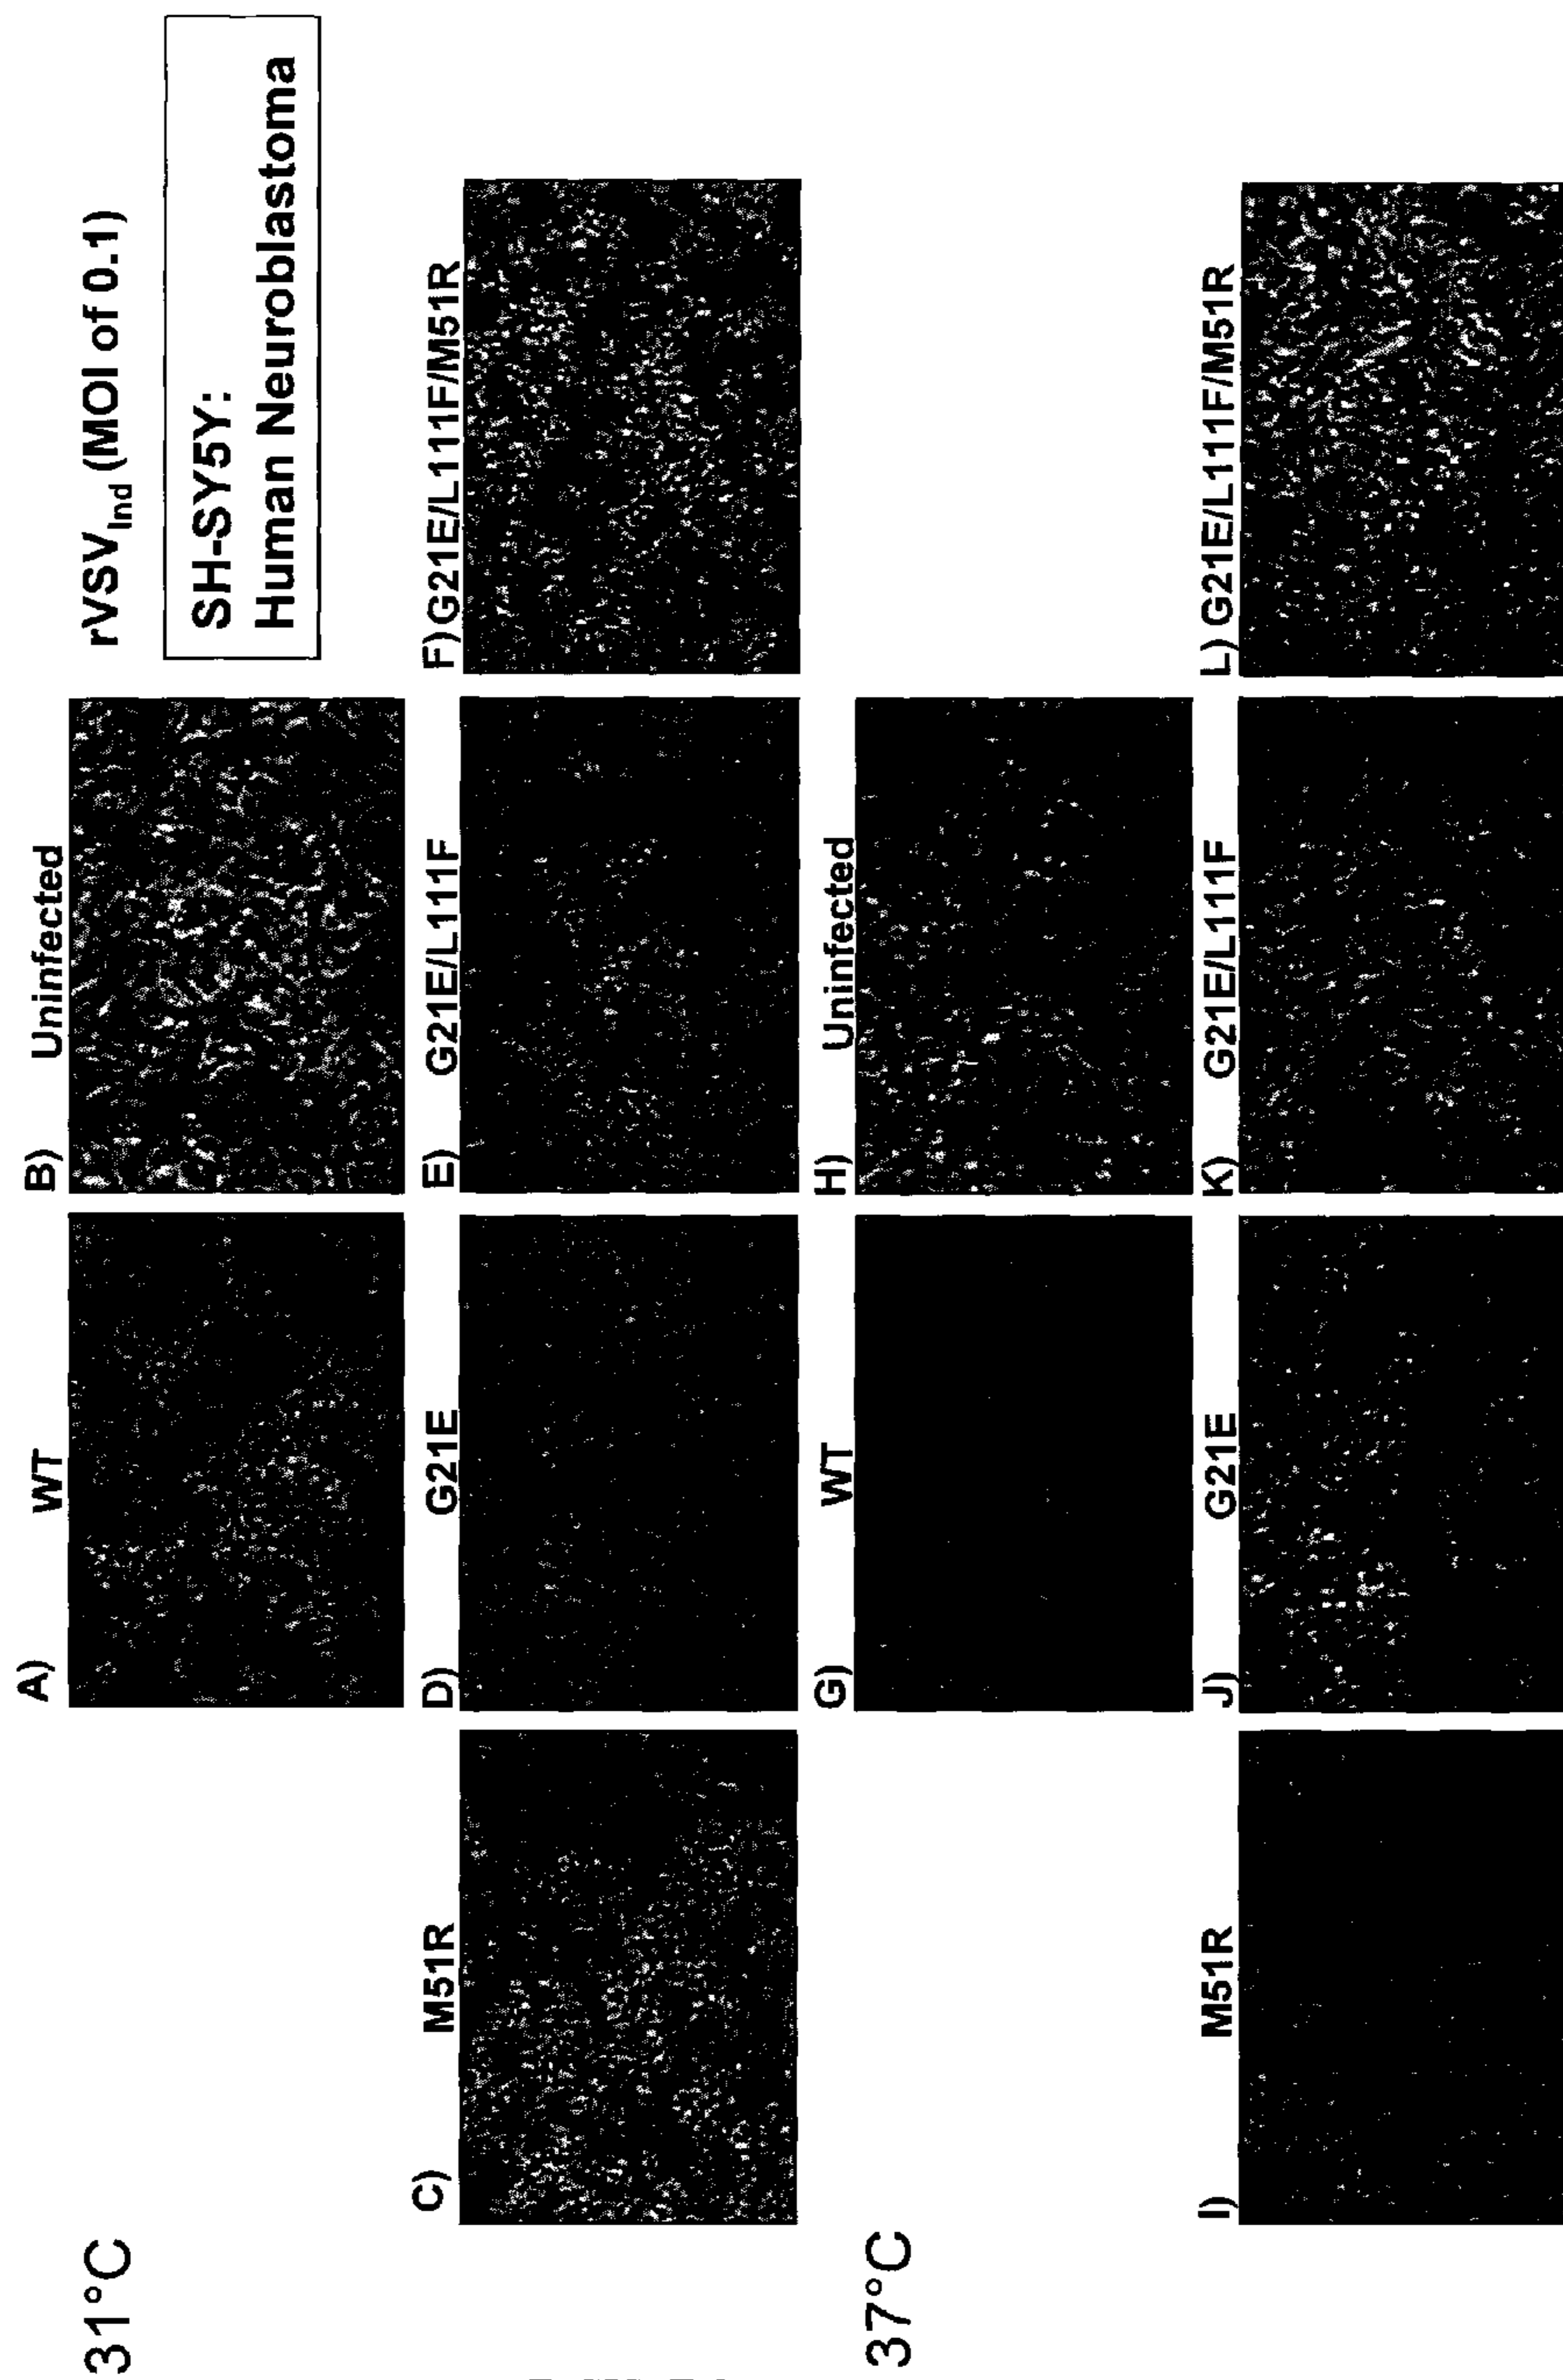 31°C
A) WT
B) Uninfected
rVSVInd (MOI of 0.1)
SH-SY5Y:
Human Neuroblastoma
C) M51R
D) G21E
E) G21E/L111F
F) G21E/L111F/M51R
37°C
G) WT
H) Uninfected
I) M51R
J) G21E
K) G21E/L111F
L) G21E/L111F/M51R